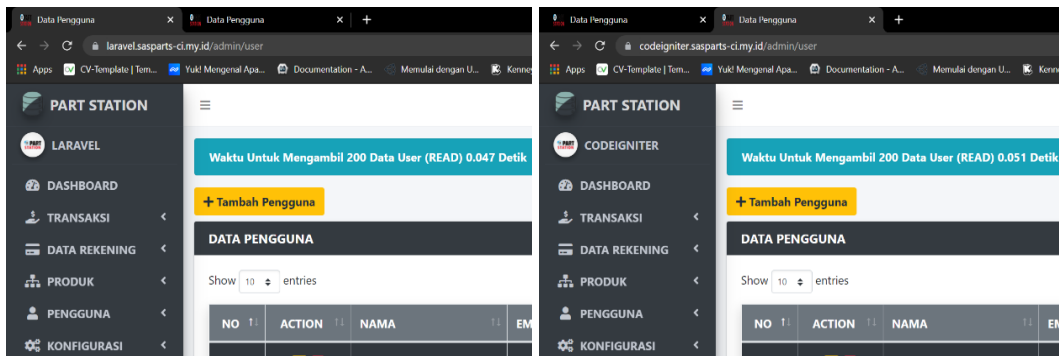 Data Pengguna
Data Pengguna
laravel.sasparts-ci.my.id/admin/user
Apps CV-Template | Tem... Yuk! Mengenal Apa... Documentation - A... Memulai dengan U...
PART STATION
LARAVEL
Waktu Untuk Mengambil 200 Data User (READ) 0.047 Detik
DASHBOARD
+ Tambah Pengguna
TRANSAKSI
DATA PENGGUNA
DATA REKENING
Show 10 entries
PRODUK
PENGGUNA
NO ACTION NAMA
KONFIGURASI
Data Pengguna
Data Pengguna
codeigniter.sasparts-ci.my.id/admin/user
Apps CV-Template | Tem... Yuk! Mengenal Apa... Documentation - A... Memulai dengan U...
PART STATION
CODEIGNITER
Waktu Untuk Mengambil 200 Data User (READ) 0.051 Detik
DASHBOARD
+ Tambah Pengguna
TRANSAKSI
DATA PENGGUNA
DATA REKENING
Show 10 entries
PRODUK
PENGGUNA
NO ACTION NAMA
KONFIGURASI